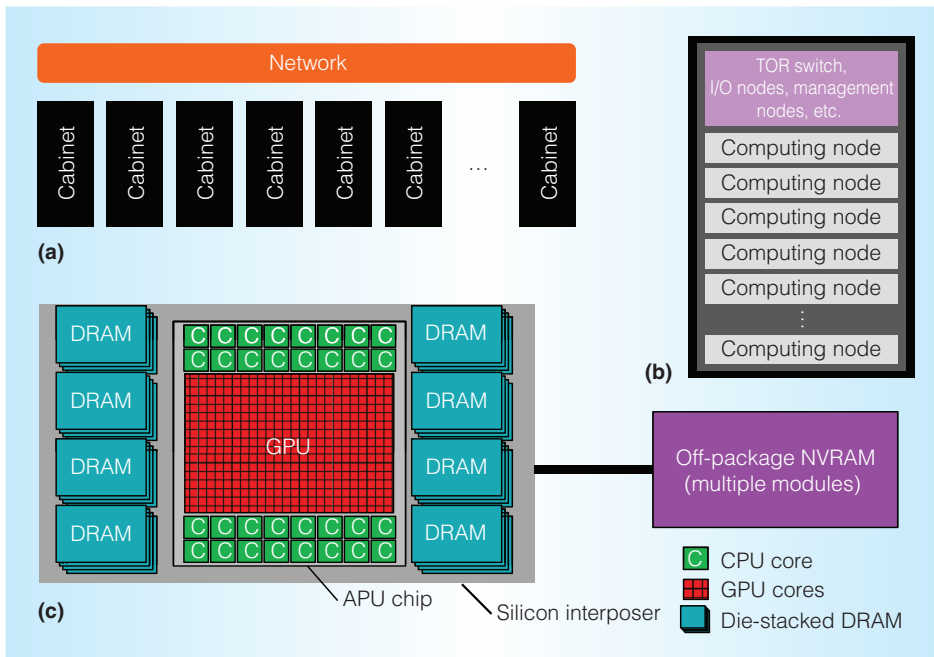 Network
Cabinet
Cabinet
Cabinet
Cabinet
Cabinet
Cabinet
...
Cabinet
(a)
TOR switch,
I/O nodes, management
nodes, etc.
Computing node
Computing node
Computing node
Computing node
Computing node
...
Computing node
(b)
DRAM
DRAM
DRAM
DRAM
C C C C C C C C
C C C C C C C C
GPU
C C C C C C C C
C C C C C C C C
DRAM
DRAM
DRAM
DRAM
APU chip
Silicon interposer
(c)
Off-package NVRAM
(multiple modules)
C CPU core
GPU cores
Die-stacked DRAM